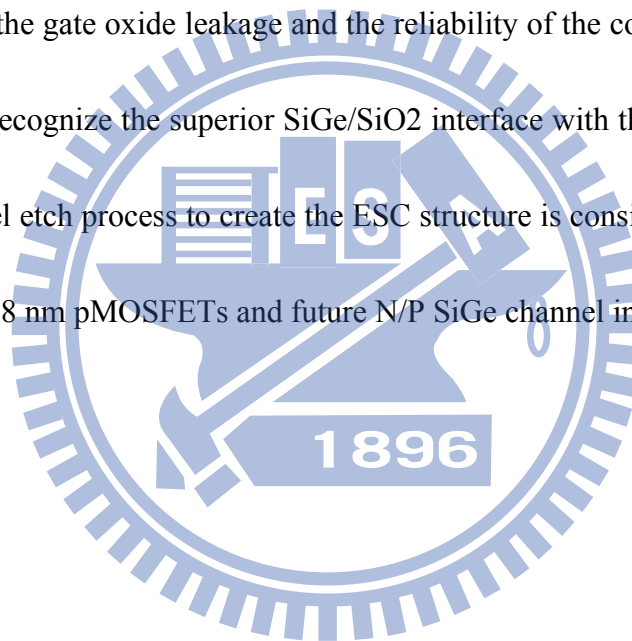 the gate oxide leakage and the reliability of the co
ecognize the superior SiGe/SiO2 interface with th
el etch process to create the ESC structure is consi
8 nm pMOSFETs and future N/P SiGe channel in
E S A
1896